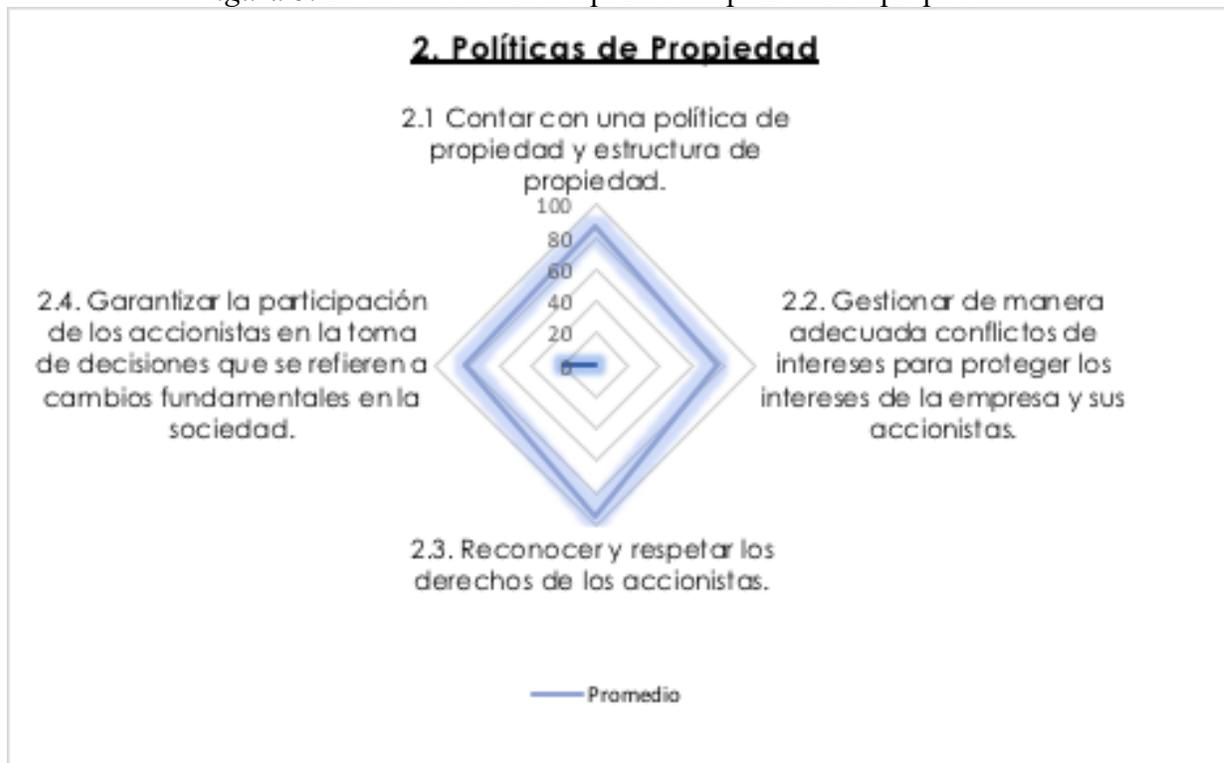 2. Políticas de Propiedad
2.1 Contar con una política de
propiedad y estructura de
propiedad.
100
80
60
40
20
0
2.4. Garantizar la participación
de los accionistas en la toma
de decisiones que se refieren a
cambios fundamentales en la
sociedad.
2.2. Gestionar de manera
adecuada conflictos de
intereses para proteger los
intereses de la empresa y sus
accionistas.
2.3. Reconocer y respetar los
derechos de los accionistas.
Promedio